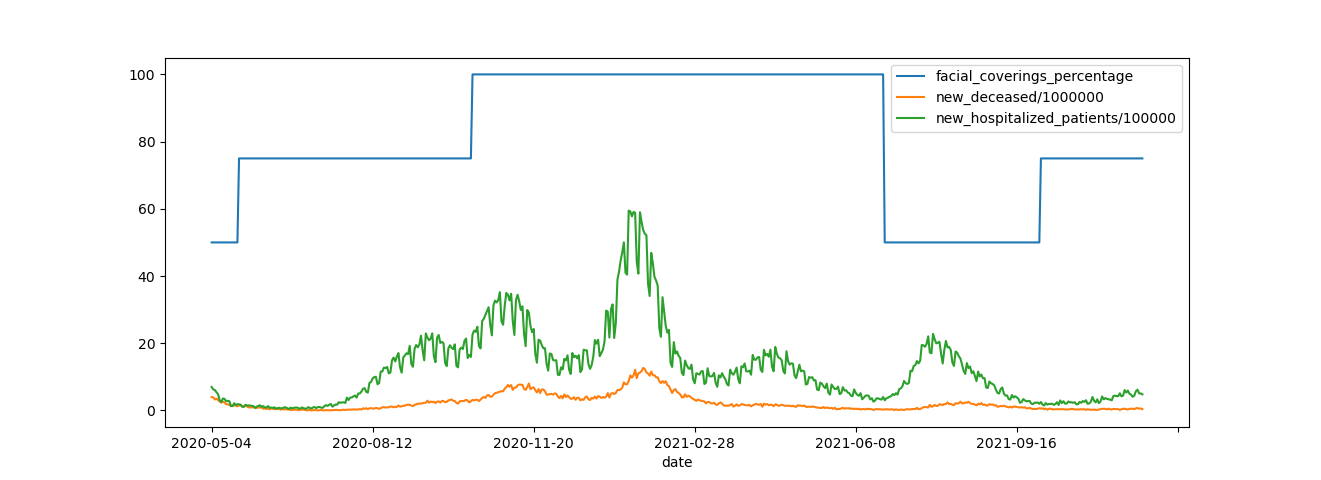 100
80
60
40
20
0
facial_coverings_percentage
new_deceased/1000000
new_hospitalized_patients/100000
2020-05-04 2020-08-12 2020-11-20 2021-02-28 2021-06-08 2021-09-16
date